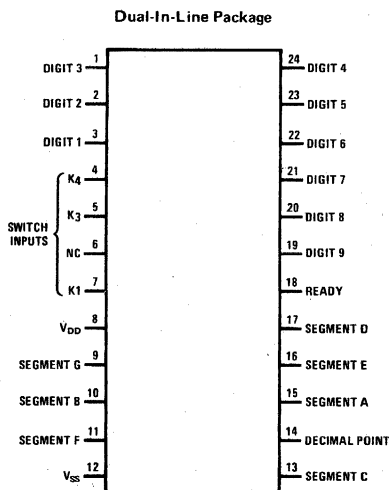 Dual-In-Line Package
DIGIT 3 1
24 DIGIT 4
DIGIT 2 2
23 DIGIT 5
DIGIT 1 3
22 DIGIT 6
K4 4
21 DIGIT 7
K3 5
20 DIGIT 8
SWITCH
INPUTS
NC 6
19 DIGIT 9
K1 7
18 READY
VDD 8
17 SEGMENT D
SEGMENT G 9
16 SEGMENT E
SEGMENT B 10
15 SEGMENT A
SEGMENT F 11
14 DECIMAL POINT
VSS 12
13 SEGMENT C